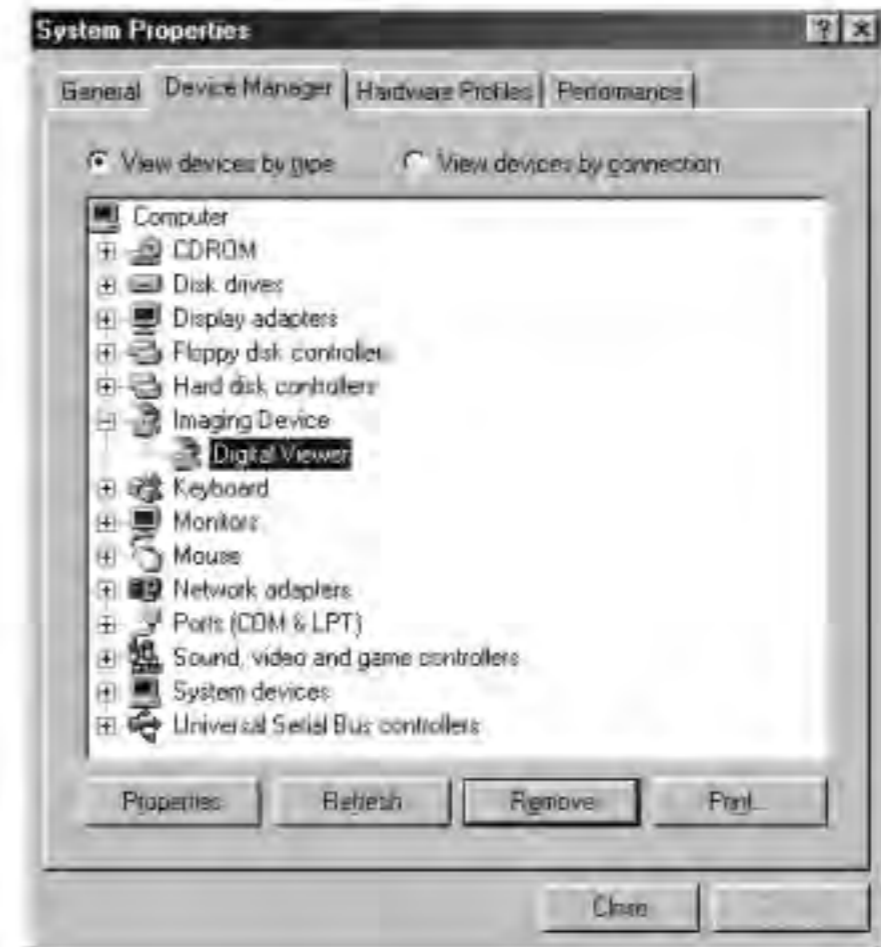 System Properties
General Device Manager Hardware Profiles Performance
View devices by type View devices by connection
Computer
CDROM
Disk drives
Display adapters
Floppy disk controllers
Hard disk controllers
Imaging Device
Digital Viewer
Keyboard
Monitors
Mouse
Network adapters
Ports (COM & LPT)
Sound, video and game controllers
System devices
Universal Serial Bus controllers
Properties Refresh Remove Print...
Close